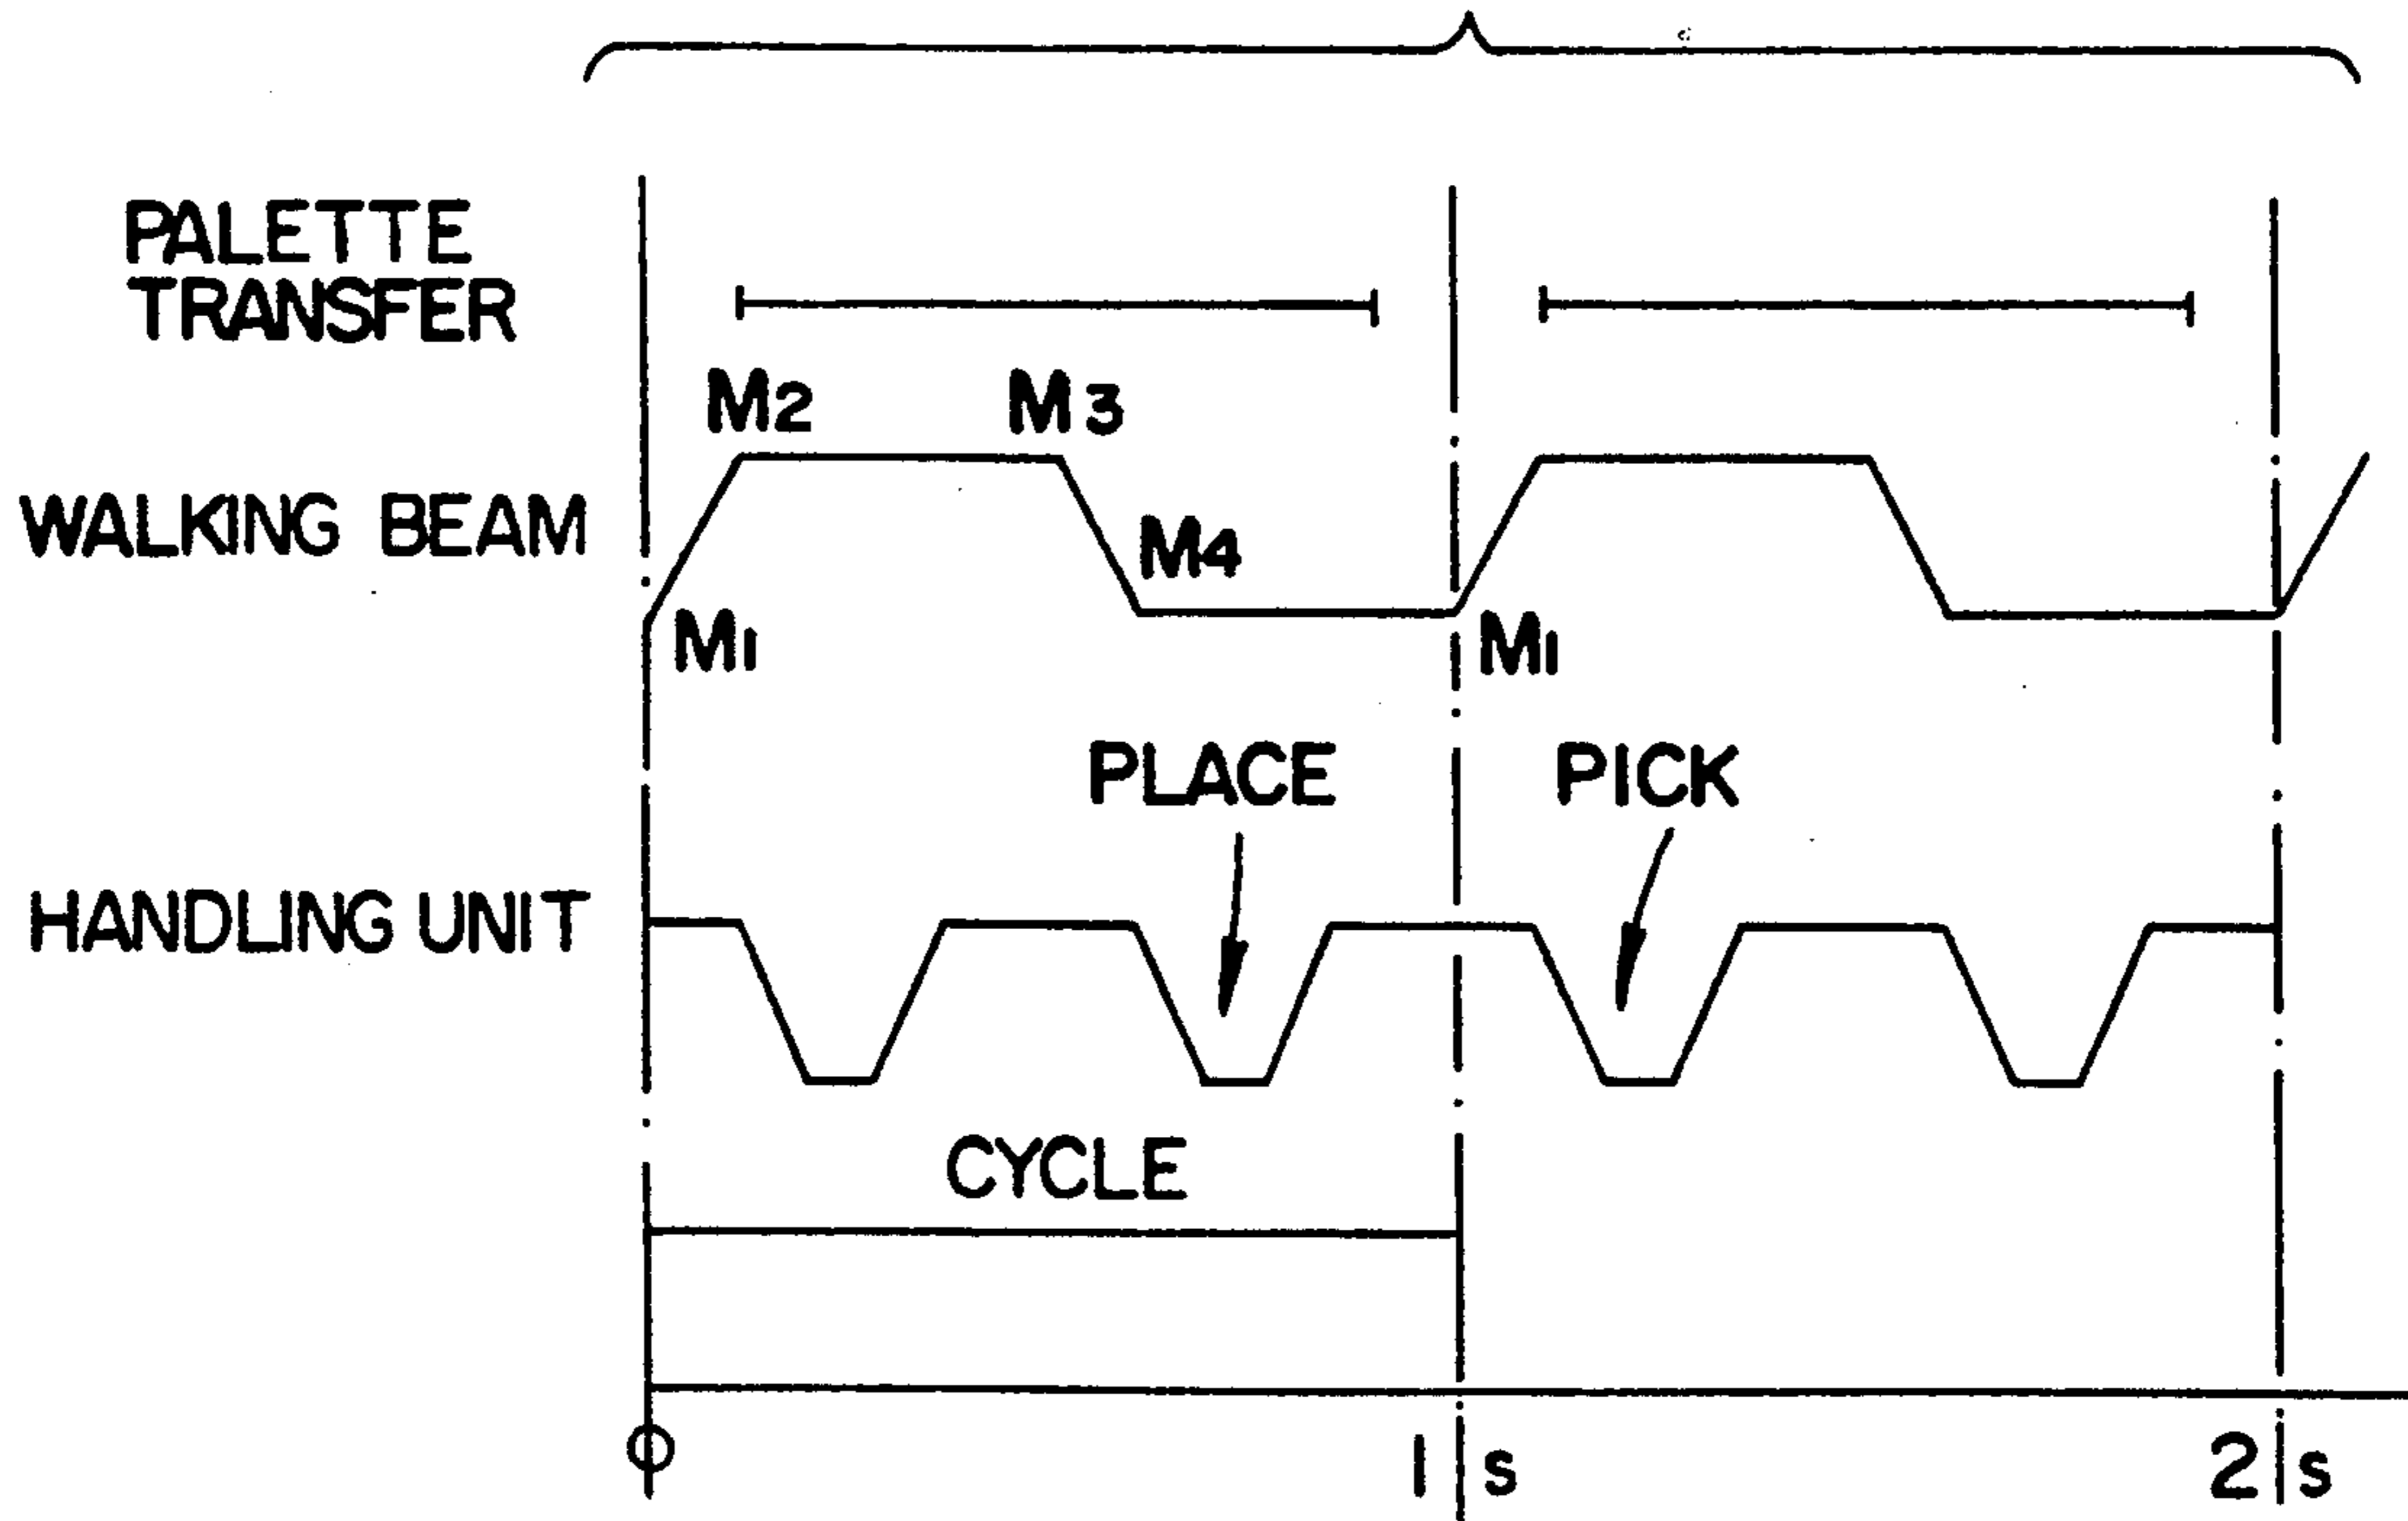 PALETTE
TRANSFER
M2 M3
WALKING BEAM
M4
M1 M1
PLACE PICK
HANDLING UNIT
CYCLE
0 1 s 2 s